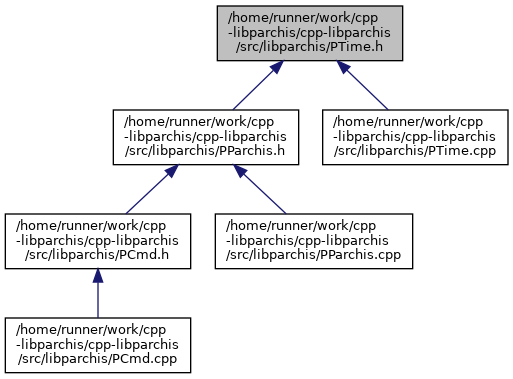 /home/runner/work/cpp
-libparchis/cpp-libparchis
/src/libparchis/PTime.h
/home/runner/work/cpp
-libparchis/cpp-libparchis
/src/libparchis/PParchis.h
/home/runner/work/cpp
-libparchis/cpp-libparchis
/src/libparchis/PTime.cpp
/home/runner/work/cpp
-libparchis/cpp-libparchis
/src/libparchis/PCmd.h
/home/runner/work/cpp
-libparchis/cpp-libparchis
/src/libparchis/PParchis.cpp
/home/runner/work/cpp
-libparchis/cpp-libparchis
/src/libparchis/PCmd.cpp